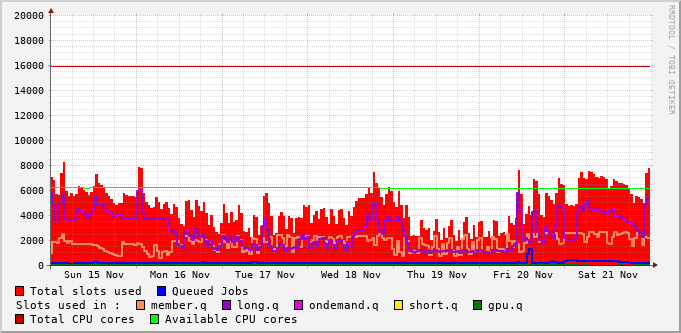 20000
18000
16000
14000
12000
10000
8000
6000
4000
2000
0
Sun 15 Nov Mon 16 Nov Tue 17 Nov Wed 18 Nov Thu 19 Nov Fri 20 Nov Sat 21 Nov
Total slots used Queued Jobs
Slots used in : member.q long.q ondemand.q short.q gpu.q
Total CPU cores Available CPU cores
RRDTOOL / TOBI OETIKER